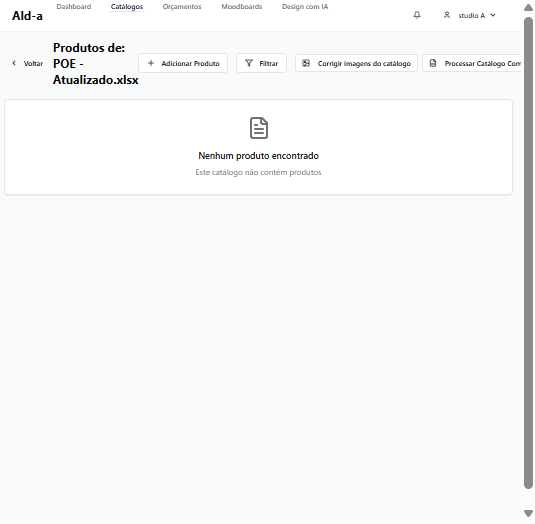 Ald-a
Dashboard
Catálogos
Orçamentos
Moodboards
Design com IA
studio A
Voltar
Produtos de:
POE -
Atualizado.xlsx
Adicionar Produto
Filtrar
Corrigir imagens do catálogo
Processar Catálogo Com
Nenhum produto encontrado
Este catálogo não contém produtos